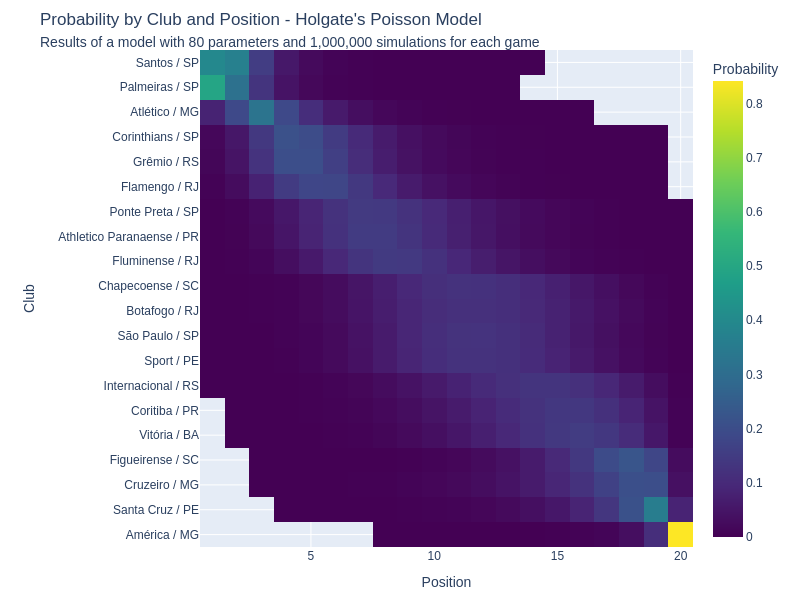 Probability by Club and Position - Holgate's Poisson Model
Results of a model with 80 parameters and 1,000,000 simulations for each game
Probability
Santos / SP
Palmeiras / SP
Atlético / MG
Corinthians / SP
Grêmio / RS
Flamengo / RJ
Ponte Preta / SP
Athletico Paranaense / PR
Fluminense / RJ
Chapecoense / SC
Botafogo / RJ
São Paulo / SP
Sport / PE
Internacional / RS
Coritiba / PR
Vitória / BA
Figueirense / SC
Cruzeiro / MG
Santa Cruz / PE
América / MG
Club
5
10
15
20
Position
0.8
0.7
0.6
0.5
0.4
0.3
0.2
0.1
0